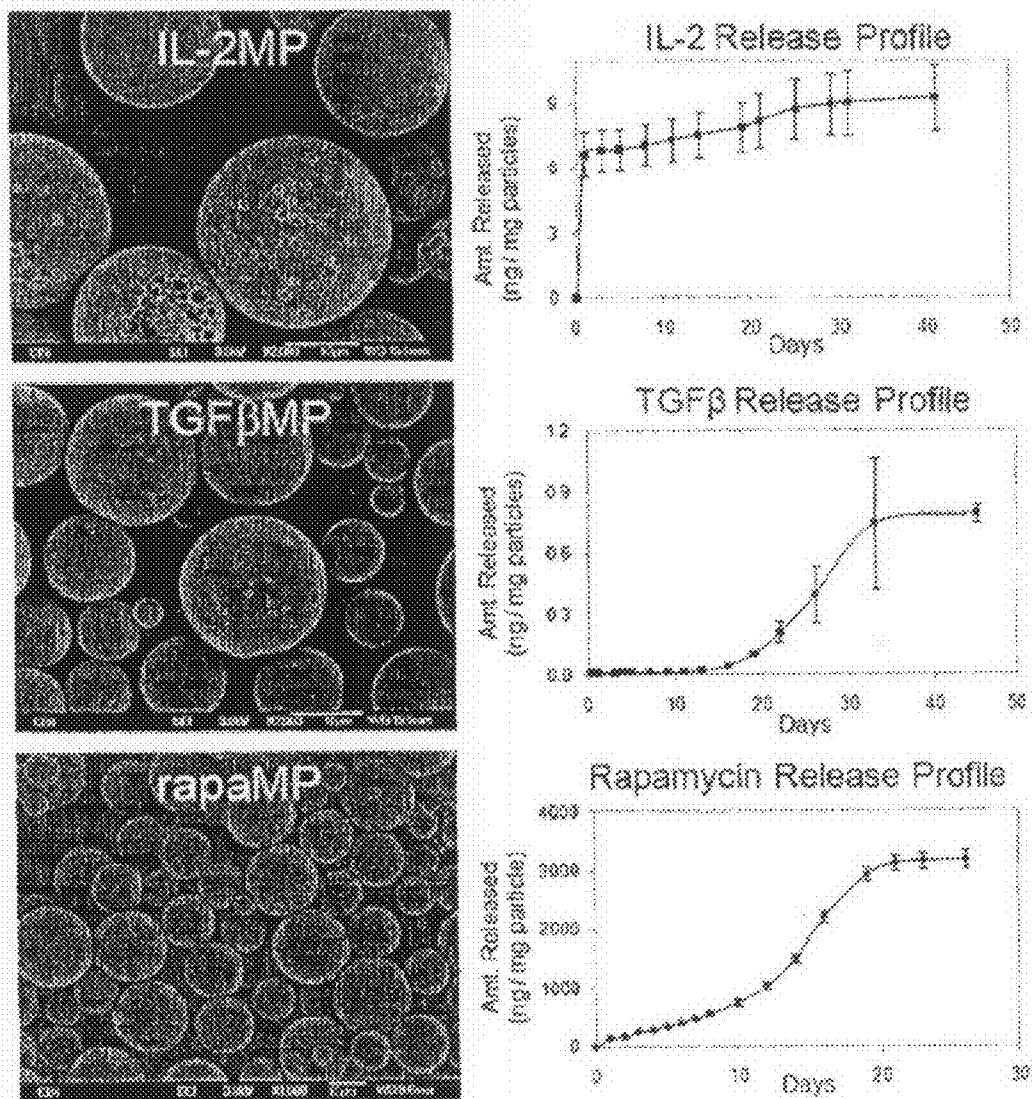 IL-2MP
IL-2 Release Profile
Amt. Released
(ng / mg particles)
9
6
3
0
0 10 20 30 40 50
Days
TGFβMP
TGFβ Release Profile
Amt. Released
(ng / mg particles)
1.2
0.9
0.6
0.3
0.0
0 10 20 30 40 50
Days
rapaMP
Rapamycin Release Profile
Amt. Released
(ng / mg particle)
4000
3000
2000
1000
0
0 10 20 30
Days